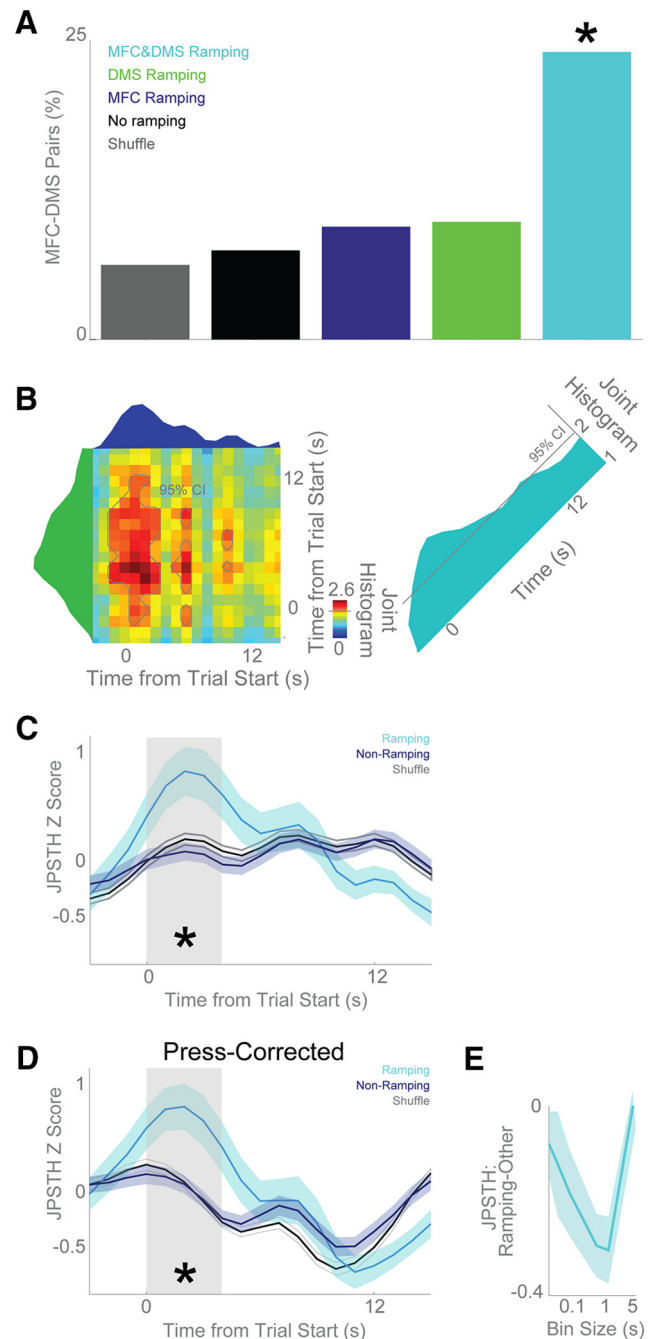 A
25
MFC&DMS Ramping
DMS Ramping
MFC Ramping
No ramping
Shuffle
*
MFC-DMS Pairs (%)
0
B
95% CI
12
0
Time from Trial Start (s)
0
12
Time from Trial Start (s)
2.6
0
Joint
Histogram
Joint
Histogram
2
1
95% CI
12
0
Time (s)
C
1
0
-0.5
JPSTH Z Score
Ramping
Non-Ramping
Shuffle
*
0
12
Time from Trial Start (s)
D
Press-Corrected
1
0
-0.5
JPSTH Z Score
Ramping
Non-Ramping
Shuffle
*
0
12
Time from Trial Start (s)
E
0
-0.4
JPSTH:
Ramping-Other
0.1
1
5
Bin Size (s)